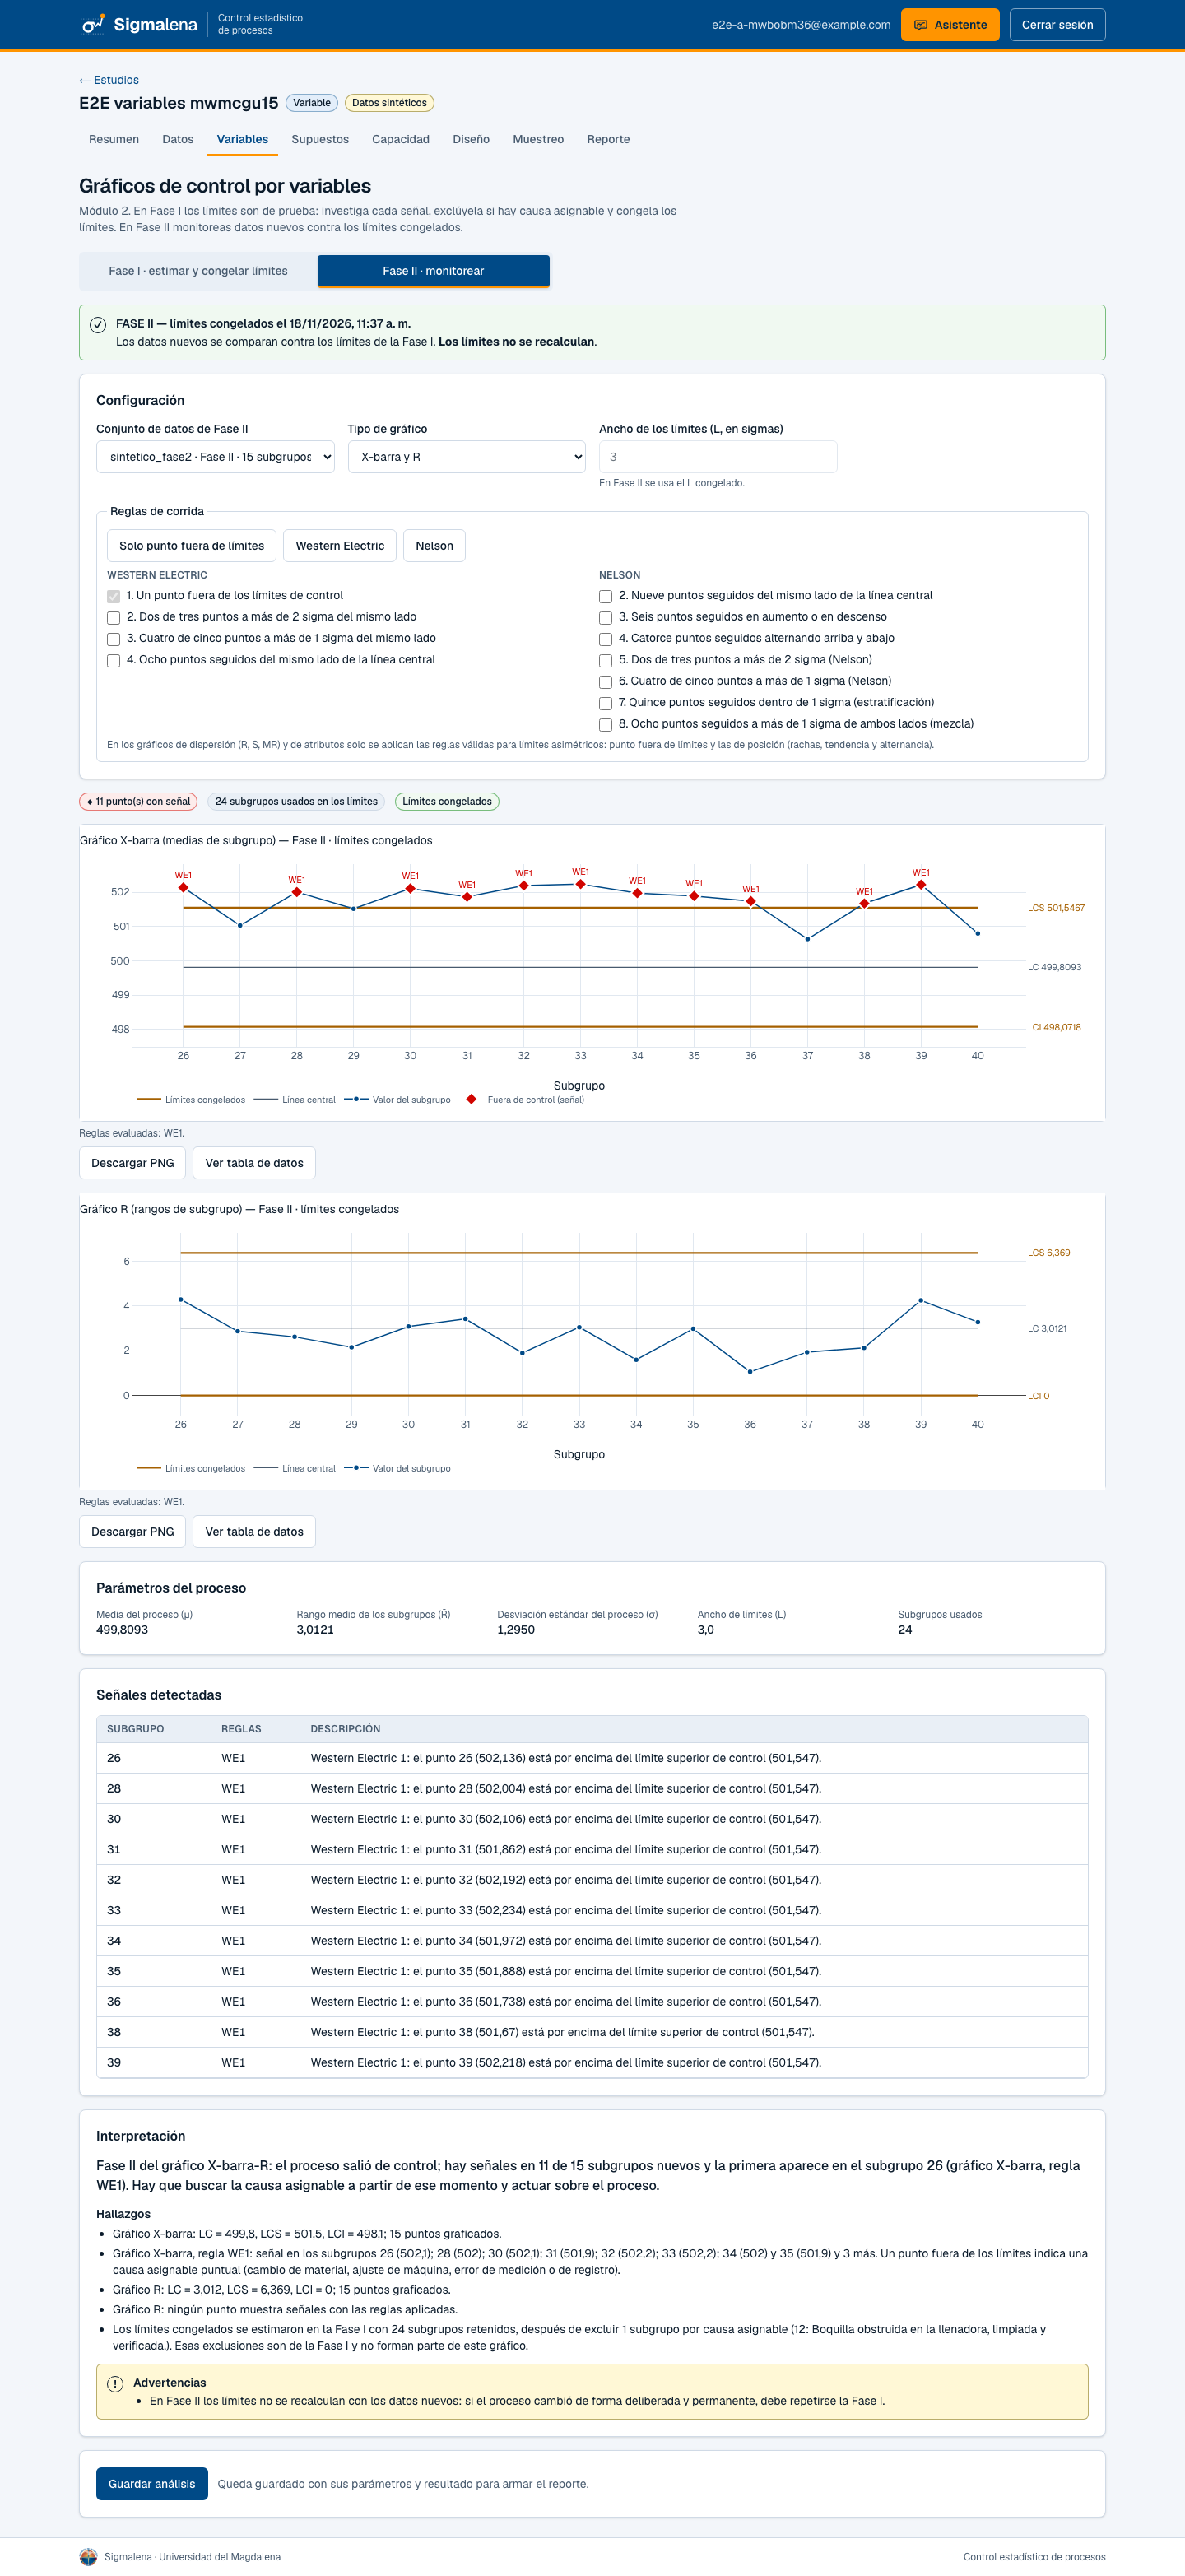 Sigmalena
Control estadístico
de procesos
e2e-a-mwbobm36@example.com
Asistente
Cerrar sesión
← Estudios
E2E variables mwmcgu15
Variable
Datos sintéticos
Resumen
Datos
Variables
Supuestos
Capacidad
Diseño
Muestreo
Reporte
Gráficos de control por variables
Módulo 2. En Fase I los límites son de prueba: investiga cada señal, exclúyela si hay causa asignable y congela los
límites. En Fase II monitoreas datos nuevos contra los límites congelados.
Fase I · estimar y congelar límites
Fase II · monitorear
FASE II — límites congelados el 18/11/2026, 11:37 a. m.
Los datos nuevos se comparan contra los límites de la Fase I. Los límites no se recalculan.
Configuración
Conjunto de datos de Fase II
Tipo de gráfico
Ancho de los límites (L, en sigmas)
sintetico_fase2 · Fase II · 15 subgrupos
X-barra y R
3
En Fase II se usa el L congelado.
Reglas de corrida
Solo punto fuera de límites
Western Electric
Nelson
WESTERN ELECTRIC
1. Un punto fuera de los límites de control
2. Dos de tres puntos a más de 2 sigma del mismo lado
3. Cuatro de cinco puntos a más de 1 sigma del mismo lado
4. Ocho puntos seguidos del mismo lado de la línea central
NELSON
2. Nueve puntos seguidos del mismo lado de la línea central
3. Seis puntos seguidos en aumento o en descenso
4. Catorce puntos seguidos alternando arriba y abajo
5. Dos de tres puntos a más de 2 sigma (Nelson)
6. Cuatro de cinco puntos a más de 1 sigma (Nelson)
7. Quince puntos seguidos dentro de 1 sigma (estratificación)
8. Ocho puntos seguidos a más de 1 sigma de ambos lados (mezcla)
En los gráficos de dispersión (R, S, MR) y de atributos solo se aplican las reglas válidas para límites asimétricos: punto fuera de límites y las de posición (rachas, tendencia y alternancia).
◆ 11 punto(s) con señal
24 subgrupos usados en los límites
Límites congelados
Gráfico X-barra (medias de subgrupo) — Fase II · límites congelados
WE1 WE1 WE1 WE1 WE1 WE1 WE1 WE1 WE1 WE1 WE1
502
501
500
499
498
LCS 501,5467
LC 499,8093
LCI 498,0718
26 27 28 29 30 31 32 33 34 35 36 37 38 39 40
Subgrupo
Límites congelados
Línea central
Valor del subgrupo
Fuera de control (señal)
Reglas evaluadas: WE1.
Descargar PNG
Ver tabla de datos
Gráfico R (rangos de subgrupo) — Fase II · límites congelados
6
4
2
0
LCS 6,369
LC 3,0121
LCI 0
26 27 28 29 30 31 32 33 34 35 36 37 38 39 40
Subgrupo
Límites congelados
Línea central
Valor del subgrupo
Reglas evaluadas: WE1.
Descargar PNG
Ver tabla de datos
Parámetros del proceso
Media del proceso (μ)
499,8093
Rango medio de los subgrupos (R̄)
3,0121
Desviación estándar del proceso (σ)
1,2950
Ancho de límites (L)
3,0
Subgrupos usados
24
Señales detectadas
SUBGRUPO REGLAS DESCRIPCIÓN
26 WE1 Western Electric 1: el punto 26 (502,136) está por encima del límite superior de control (501,547).
28 WE1 Western Electric 1: el punto 28 (502,004) está por encima del límite superior de control (501,547).
30 WE1 Western Electric 1: el punto 30 (502,106) está por encima del límite superior de control (501,547).
31 WE1 Western Electric 1: el punto 31 (501,862) está por encima del límite superior de control (501,547).
32 WE1 Western Electric 1: el punto 32 (502,192) está por encima del límite superior de control (501,547).
33 WE1 Western Electric 1: el punto 33 (502,234) está por encima del límite superior de control (501,547).
34 WE1 Western Electric 1: el punto 34 (501,972) está por encima del límite superior de control (501,547).
35 WE1 Western Electric 1: el punto 35 (501,888) está por encima del límite superior de control (501,547).
36 WE1 Western Electric 1: el punto 36 (501,738) está por encima del límite superior de control (501,547).
38 WE1 Western Electric 1: el punto 38 (501,67) está por encima del límite superior de control (501,547).
39 WE1 Western Electric 1: el punto 39 (502,218) está por encima del límite superior de control (501,547).
Interpretación
Fase II del gráfico X-barra-R: el proceso salió de control; hay señales en 11 de 15 subgrupos nuevos y la primera aparece en el subgrupo 26 (gráfico X-barra, regla
WE1). Hay que buscar la causa asignable a partir de ese momento y actuar sobre el proceso.
Hallazgos
• Gráfico X-barra: LC = 499,8, LCS = 501,5, LCI = 498,1; 15 puntos graficados.
• Gráfico X-barra, regla WE1: señal en los subgrupos 26 (502,1); 28 (502); 30 (502,1); 31 (501,9); 32 (502,2); 33 (502,2); 34 (502) y 35 (501,9) y 3 más. Un punto fuera de los límites indica una
causa asignable puntual (cambio de material, ajuste de máquina, error de medición o de registro).
• Gráfico R: LC = 3,012, LCS = 6,369, LCI = 0; 15 puntos graficados.
• Gráfico R: ningún punto muestra señales con las reglas aplicadas.
• Los límites congelados se estimaron en la Fase I con 24 subgrupos retenidos, después de excluir 1 subgrupo por causa asignable (12: Boquilla obstruida en la llenadora, limpiada y
verificada.). Esas exclusiones son de la Fase I y no forman parte de este gráfico.
Advertencias
• En Fase II los límites no se recalculan con los datos nuevos: si el proceso cambió de forma deliberada y permanente, debe repetirse la Fase I.
Guardar análisis
Queda guardado con sus parámetros y resultado para armar el reporte.
Sigmalena · Universidad del Magdalena
Control estadístico de procesos